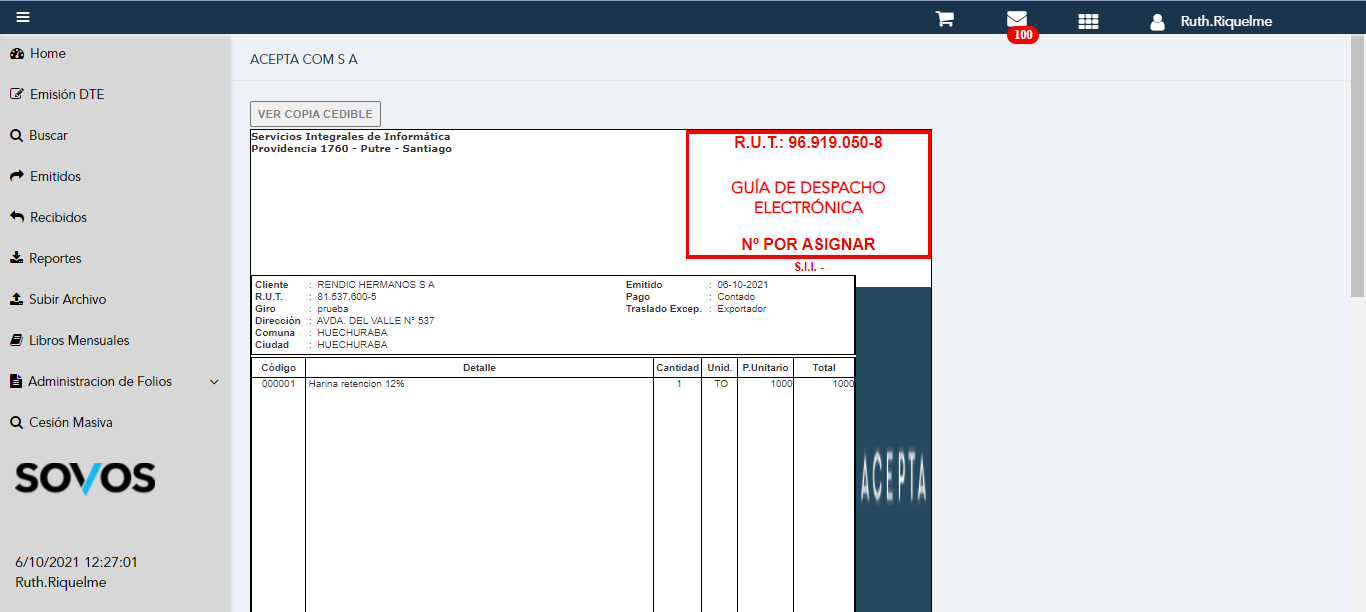 100
Ruth.Riquelme
Home
Emisión DTE
Buscar
Emitidos
Recibidos
Reportes
Subir Archivo
Libros Mensuales
Administracion de Folios
Cesión Masiva
SOVOS
6/10/2021 12:27:01
Ruth.Riquelme
ACEPTA COM S A
VER COPIA CEDIBLE
Servicios Integrales de Informática
Providencia 1760 - Putre - Santiago
R.U.T.: 96.919.050-8
GUÍA DE DESPACHO
ELECTRÓNICA
Nº POR ASIGNAR
S.I.I. -
Cliente : RENDIC HERMANOS S A Emitido : 06-10-2021
R.U.T. : 81.537.600-5 Pago : Contado
Giro : prueba Traslado Excep. : Exportador
Dirección : AVDA. DEL VALLE N° 537
Comuna : HUECHURABA
Ciudad : HUECHURABA
Código Detalle Cantidad Unid. P.Unitario Total
000001 Harina retencion 12% 1 TO 1000 1000
ACEPTA